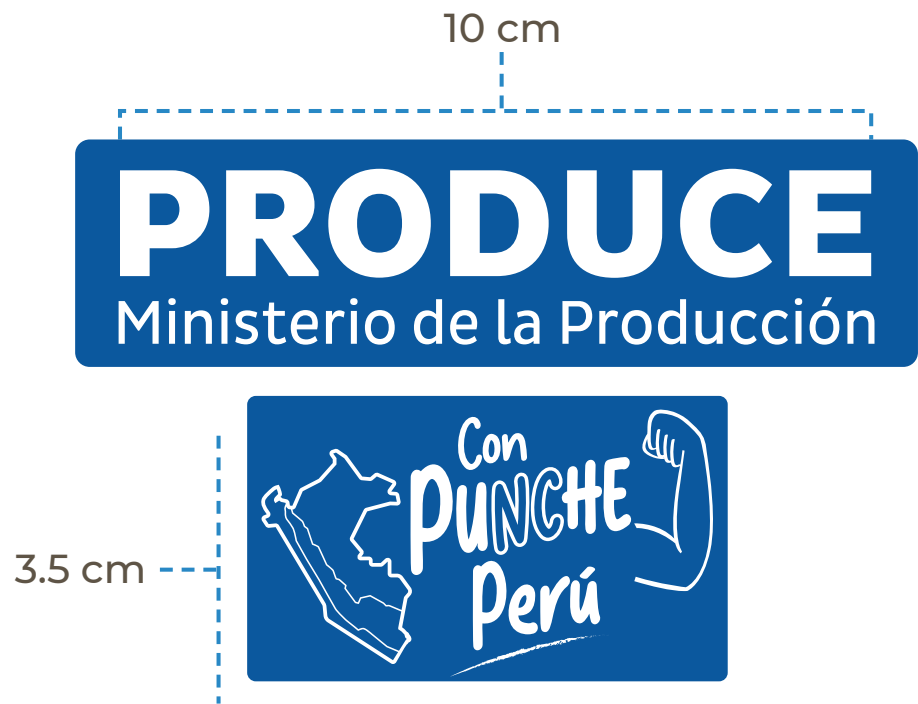 10 cm
PRODUCE
Ministerio de la Producción
Con
PUNCHE
Perú
3.5 cm